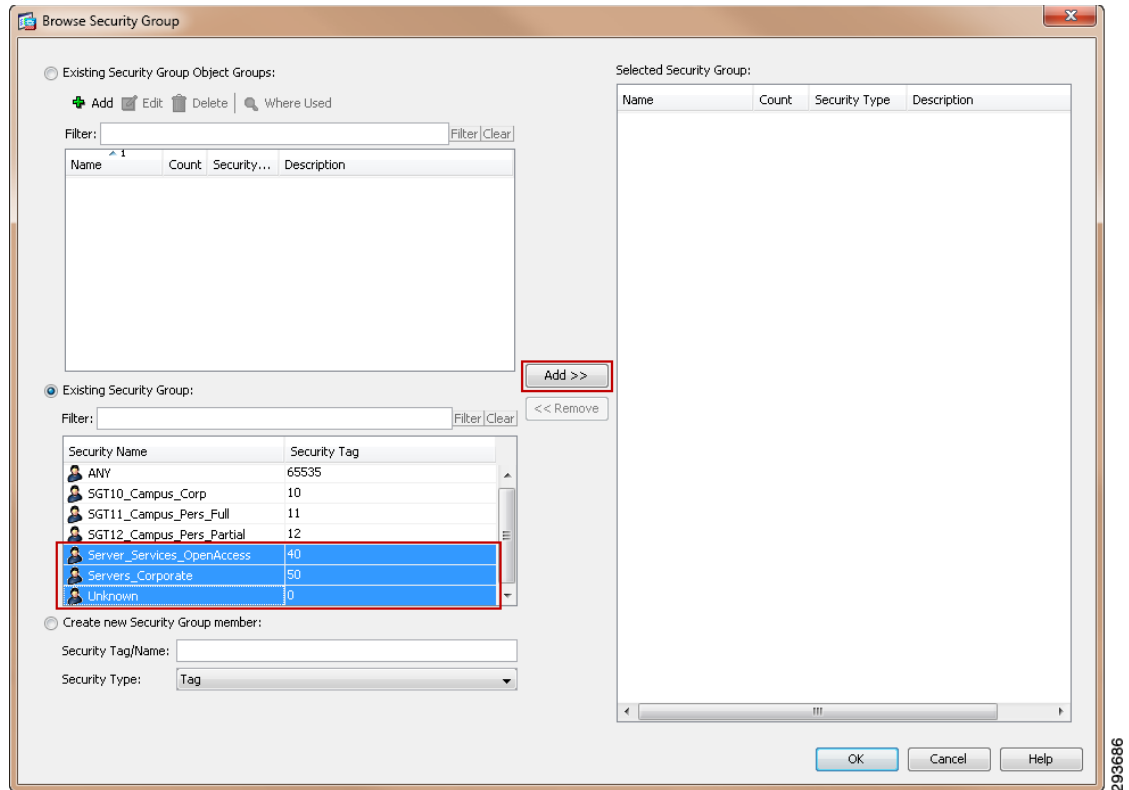 Browse Security Group
Existing Security Group Object Groups:
Add Edit Delete Where Used
Filter: Filter Clear
Name 1 Count Security... Description
Existing Security Group:
Filter: Filter Clear
Security Name Security Tag
ANY 65535
SGT10_Campus_Corp 10
SGT11_Campus_Pers_Full 11
SGT12_Campus_Pers_Partial 12
Server_Services_OpenAccess 40
Servers_Corporate 50
Unknown 0
Create new Security Group member:
Security Tag/Name:
Security Type: Tag
Add >>
<< Remove
Selected Security Group:
Name Count Security Type Description
OK Cancel Help
293686